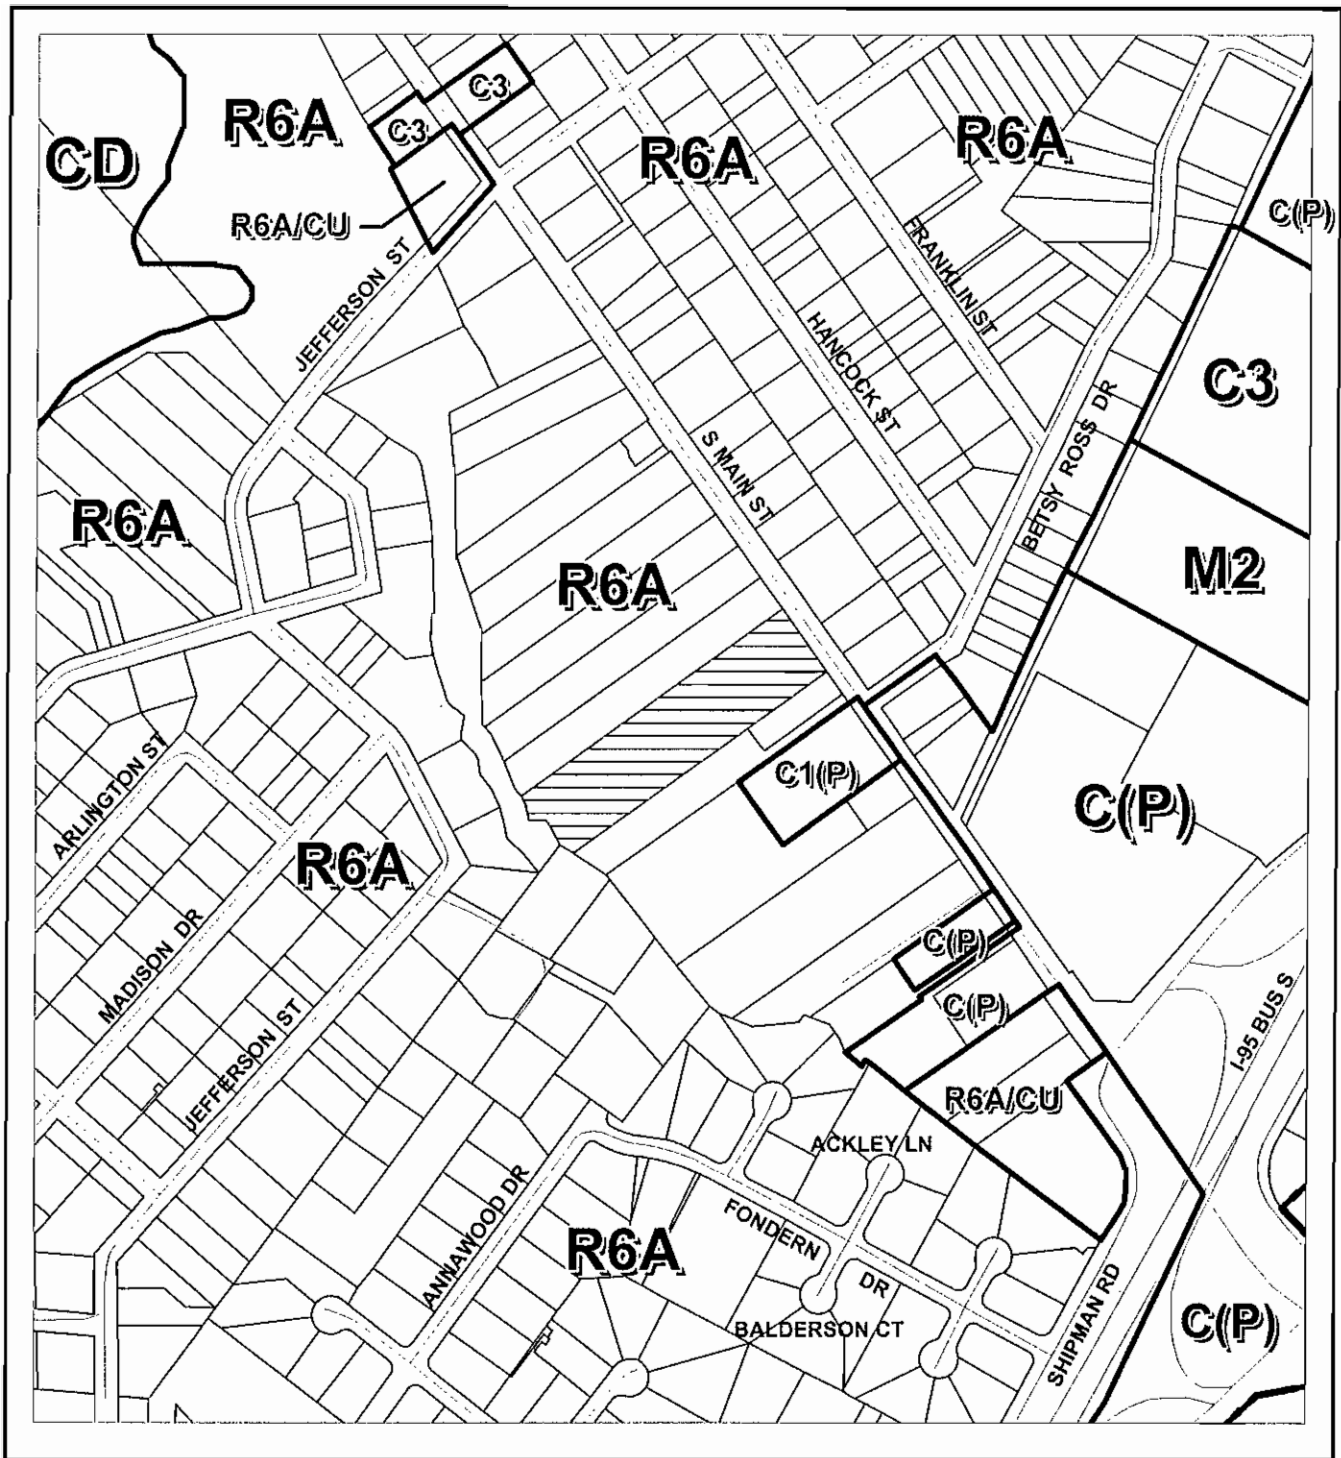 C3
R6A
C3
R6A
R6A
CD
R6A/CU
C(P)
JEFFERSON ST
FRANKLIN ST
HANCOCK ST
C3
S MAIN ST
BETSY ROSS DR
R6A
R6A
M2
C1(P)
C(P)
ARLINGTON ST
R6A
MADISON DR
C(P)
C(P)
JEFFERSON ST
I-95 BUS S
R6A/CU
ACKLEY LN
ANNAWOOD DR
FONDERN DR
R6A
BALDERSON CT
SHIPMAN RD
C(P)